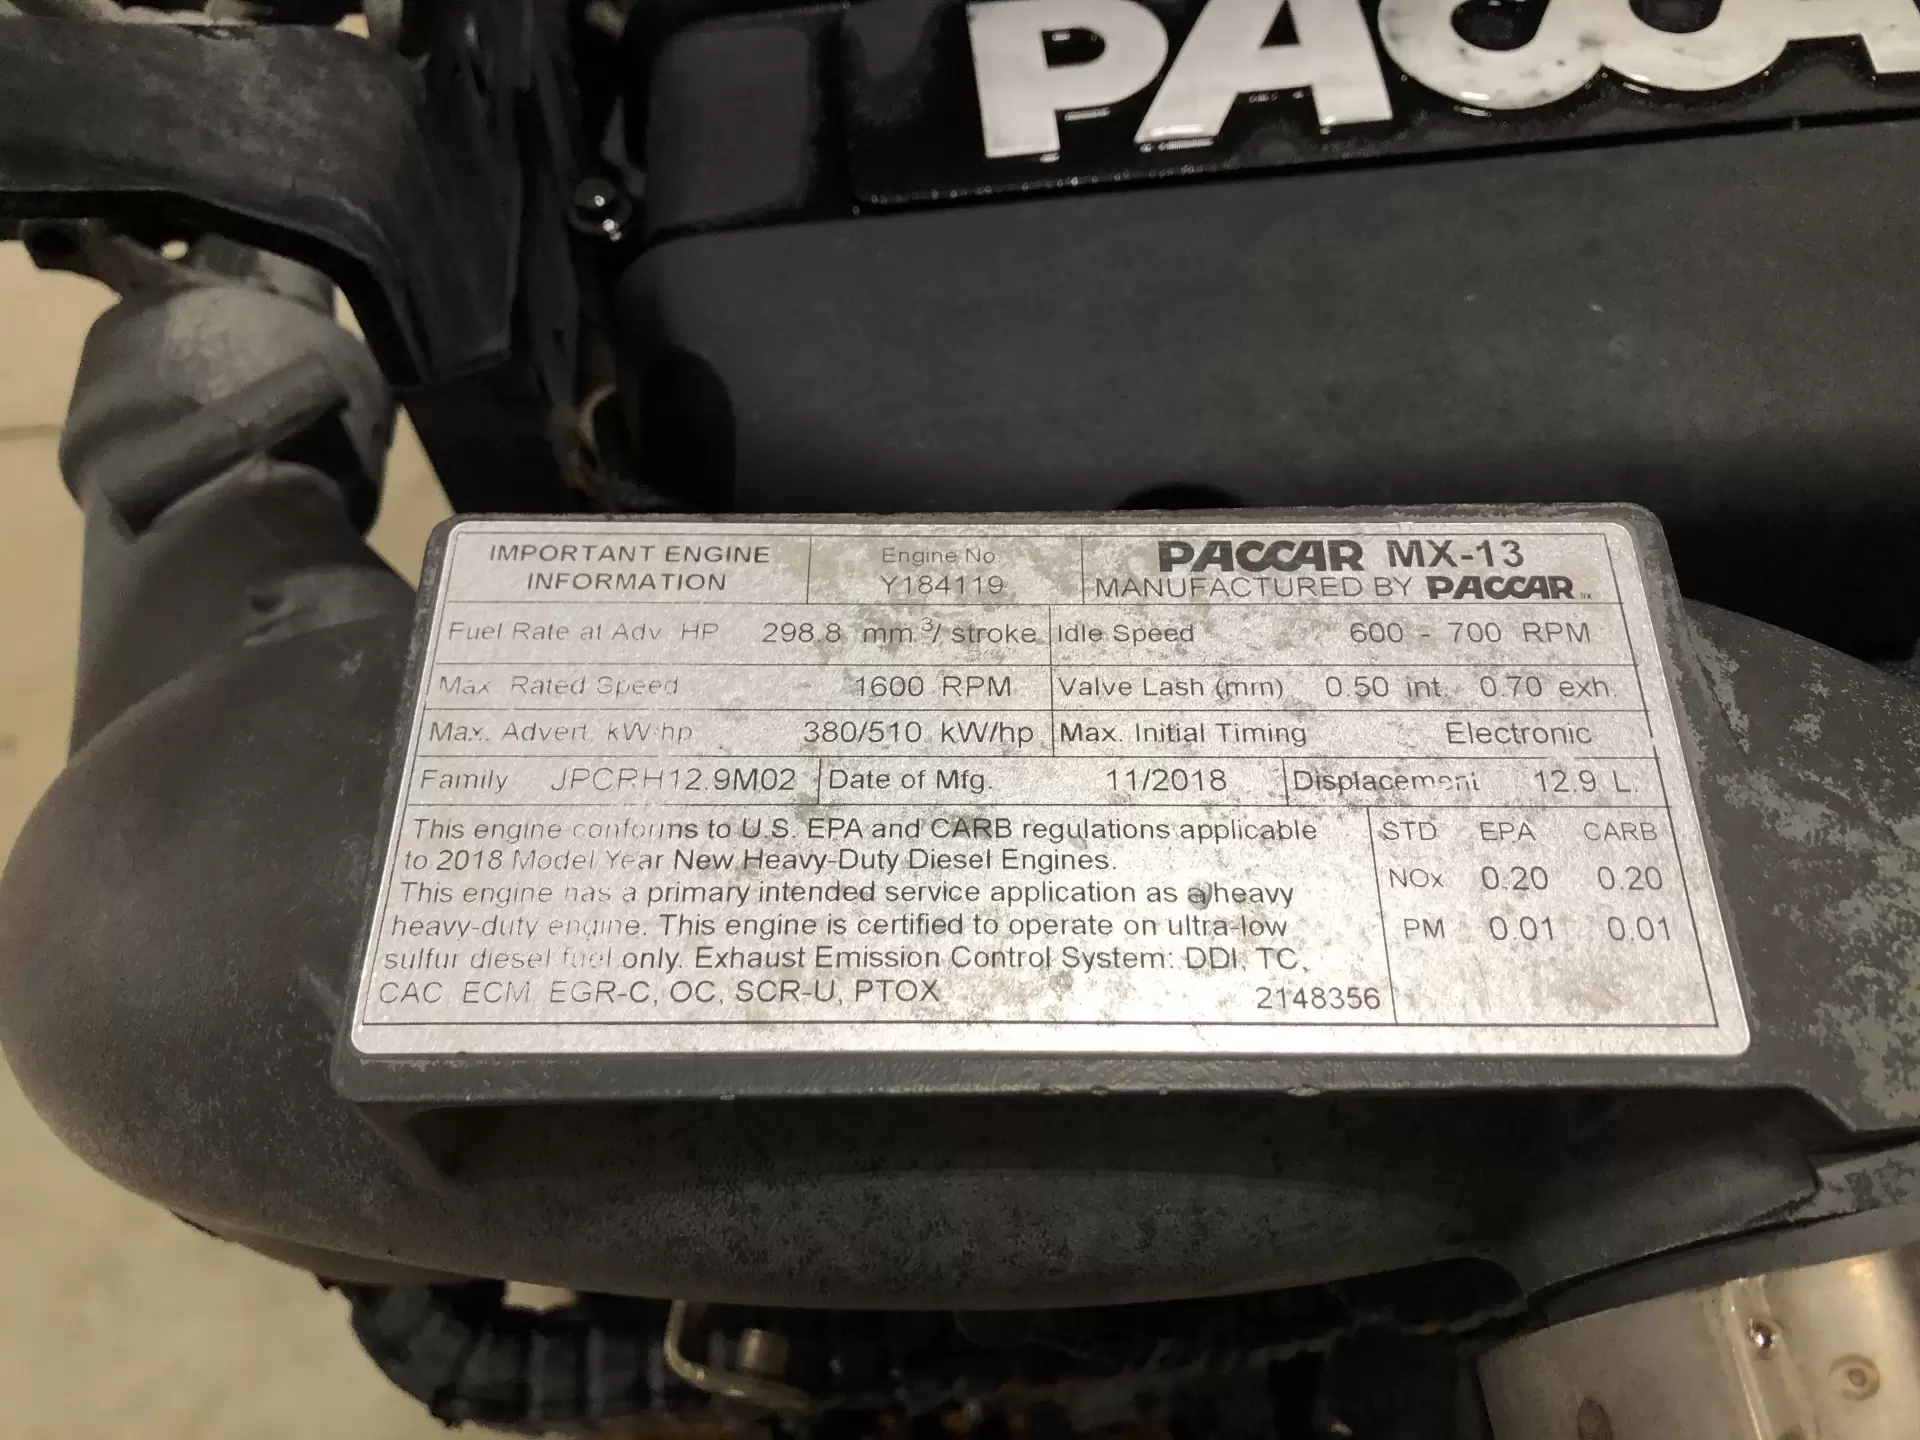 PACCA
IMPORTANT ENGINE INFORMATION
Engine No
Y184119
PACCAR MX-13
MANUFACTURED BY PACCAR
Fuel Rate at Adv. HP 298.8 mm³/ stroke
Idle Speed 600 - 700 RPM
Max. Rated Speed 1600 RPM
Valve Lash (mm) 0.50 int. 0.70 exh.
Max. Advert. kW/hp 380/510 kW/hp
Max. Initial Timing Electronic
Family JPCRH12.9M02
Date of Mfg. 11/2018
Displacement 12.9 L.
This engine conforms to U.S. EPA and CARB regulations applicable
to 2018 Model Year New Heavy-Duty Diesel Engines.
This engine has a primary intended service application as a heavy
heavy-duty engine. This engine is certified to operate on ultra-low
sulfur diesel fuel only. Exhaust Emission Control System: DDI, TC,
CAC, ECM, EGR-C, OC, SCR-U, PTOX 2148356
STD EPA CARB
NOx 0.20 0.20
PM 0.01 0.01